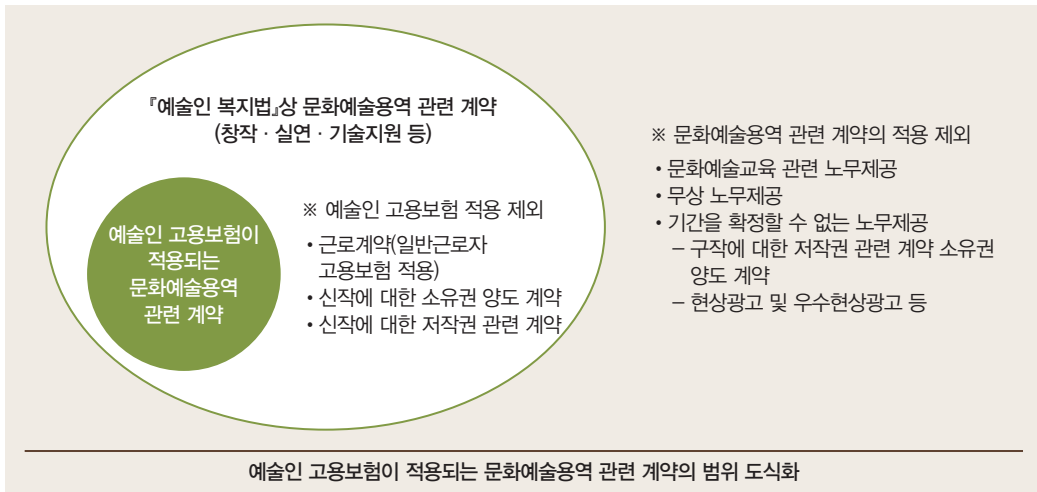 『예술인 복지법』상 문화예술용역 관련 계약
(창작 · 실연 · 기술지원 등)
예술인 고용보험이
적용되는
문화예술용역
관련 계약
※ 예술인 고용보험 적용 제외
• 근로계약(일반근로자
고용보험 적용)
• 신작에 대한 소유권 양도 계약
• 신작에 대한 저작권 관련 계약
※ 문화예술용역 관련 계약의 적용 제외
• 문화예술교육 관련 노무제공
• 무상 노무제공
• 기간을 확정할 수 없는 노무제공
– 구작에 대한 저작권 관련 계약 소유권
양도 계약
– 현상광고 및 우수현상광고 등
예술인 고용보험이 적용되는 문화예술용역 관련 계약의 범위 도식화